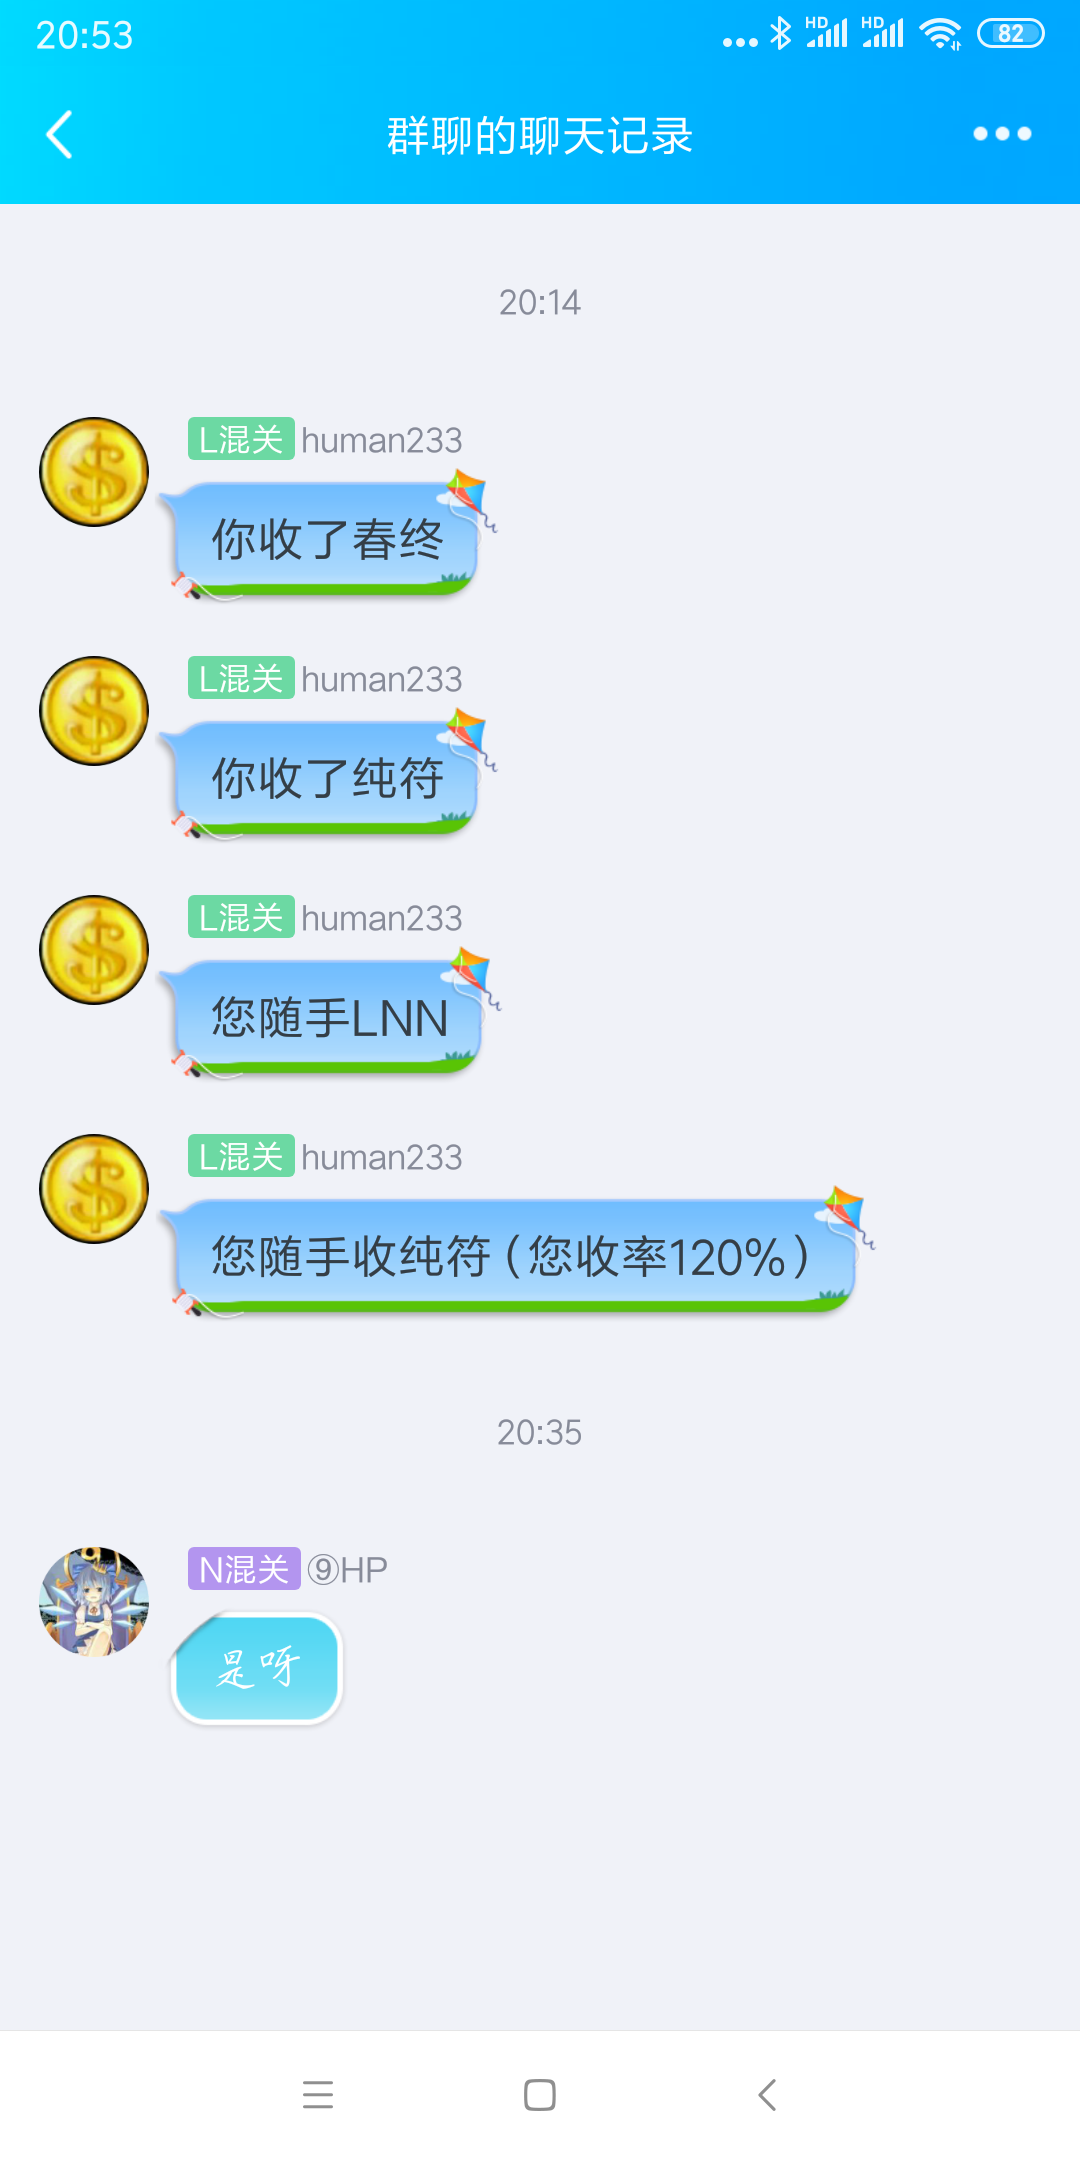 20:53
HD HD 82
群聊的聊天记录
20:14
L混关 human233
你收了春终
L混关 human233
你收了纯符
L混关 human233
您随手LNN
L混关 human233
您随手收纯符（您收率120%）
20:35
N混关 ⑨HP
是呀